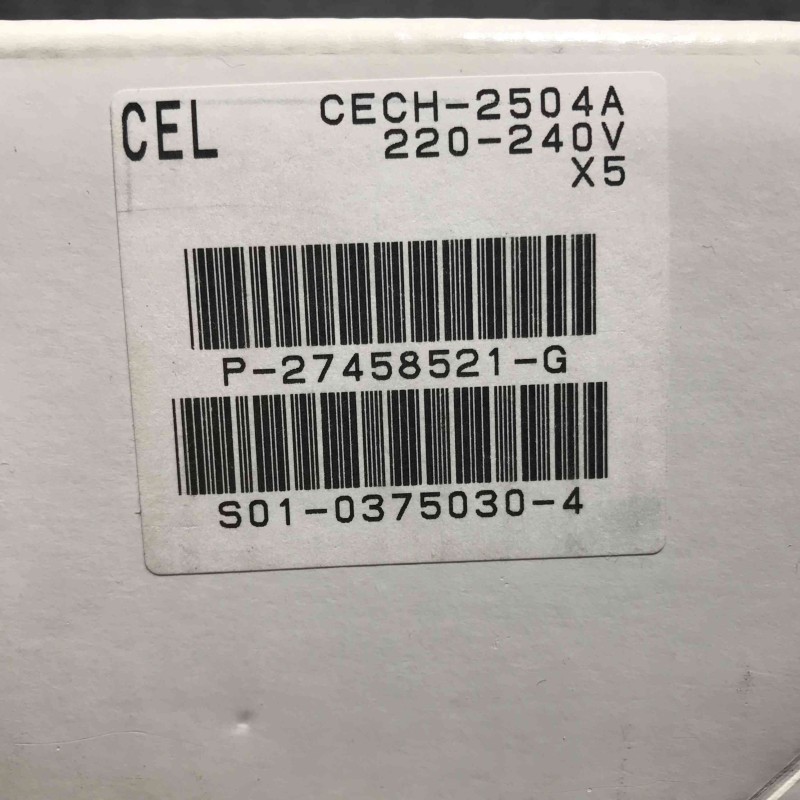 CEL
CECH-2504A
220-240V
X5
P-27458521-G
S01-0375030-4